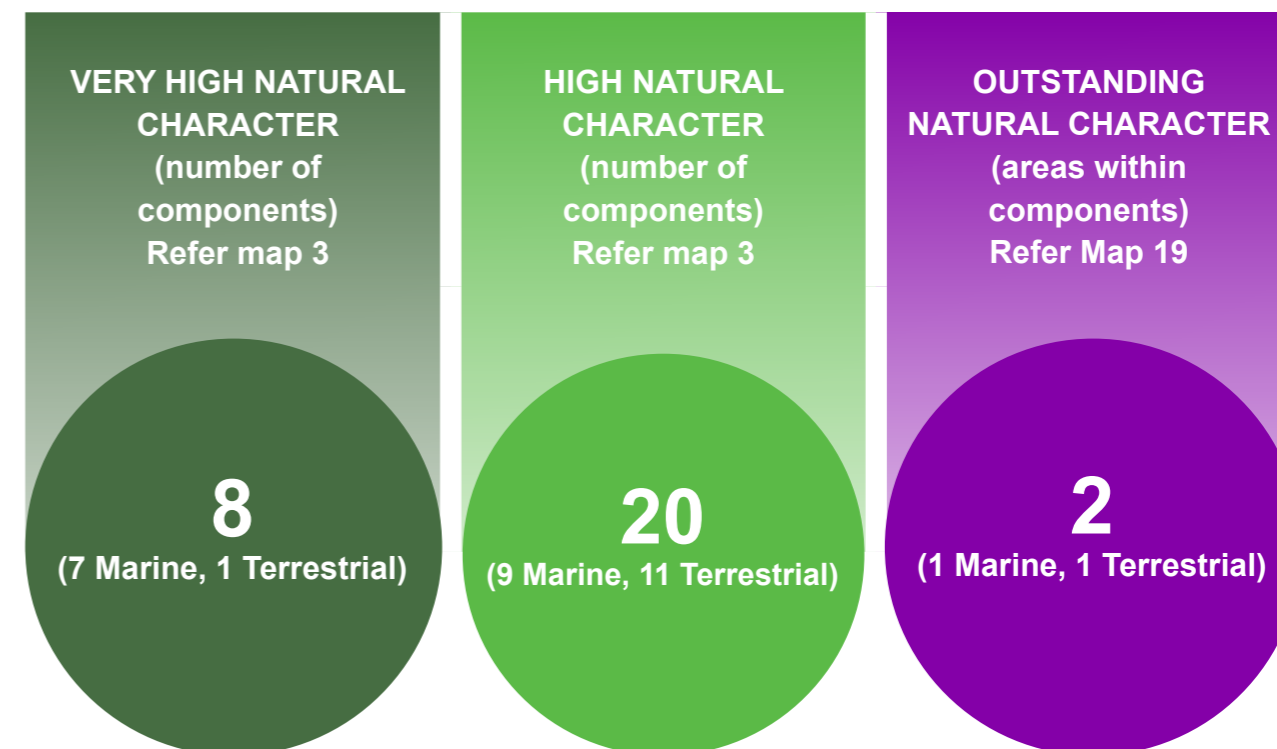 VERY HIGH NATURAL
CHARACTER
(number of
components)
Refer map 3
8
(7 Marine, 1 Terrestrial)
HIGH NATURAL
CHARACTER
(number of
components)
Refer map 3
20
(9 Marine, 11 Terrestrial)
OUTSTANDING
NATURAL CHARACTER
(areas within
components)
Refer Map 19
2
(1 Marine, 1 Terrestrial)